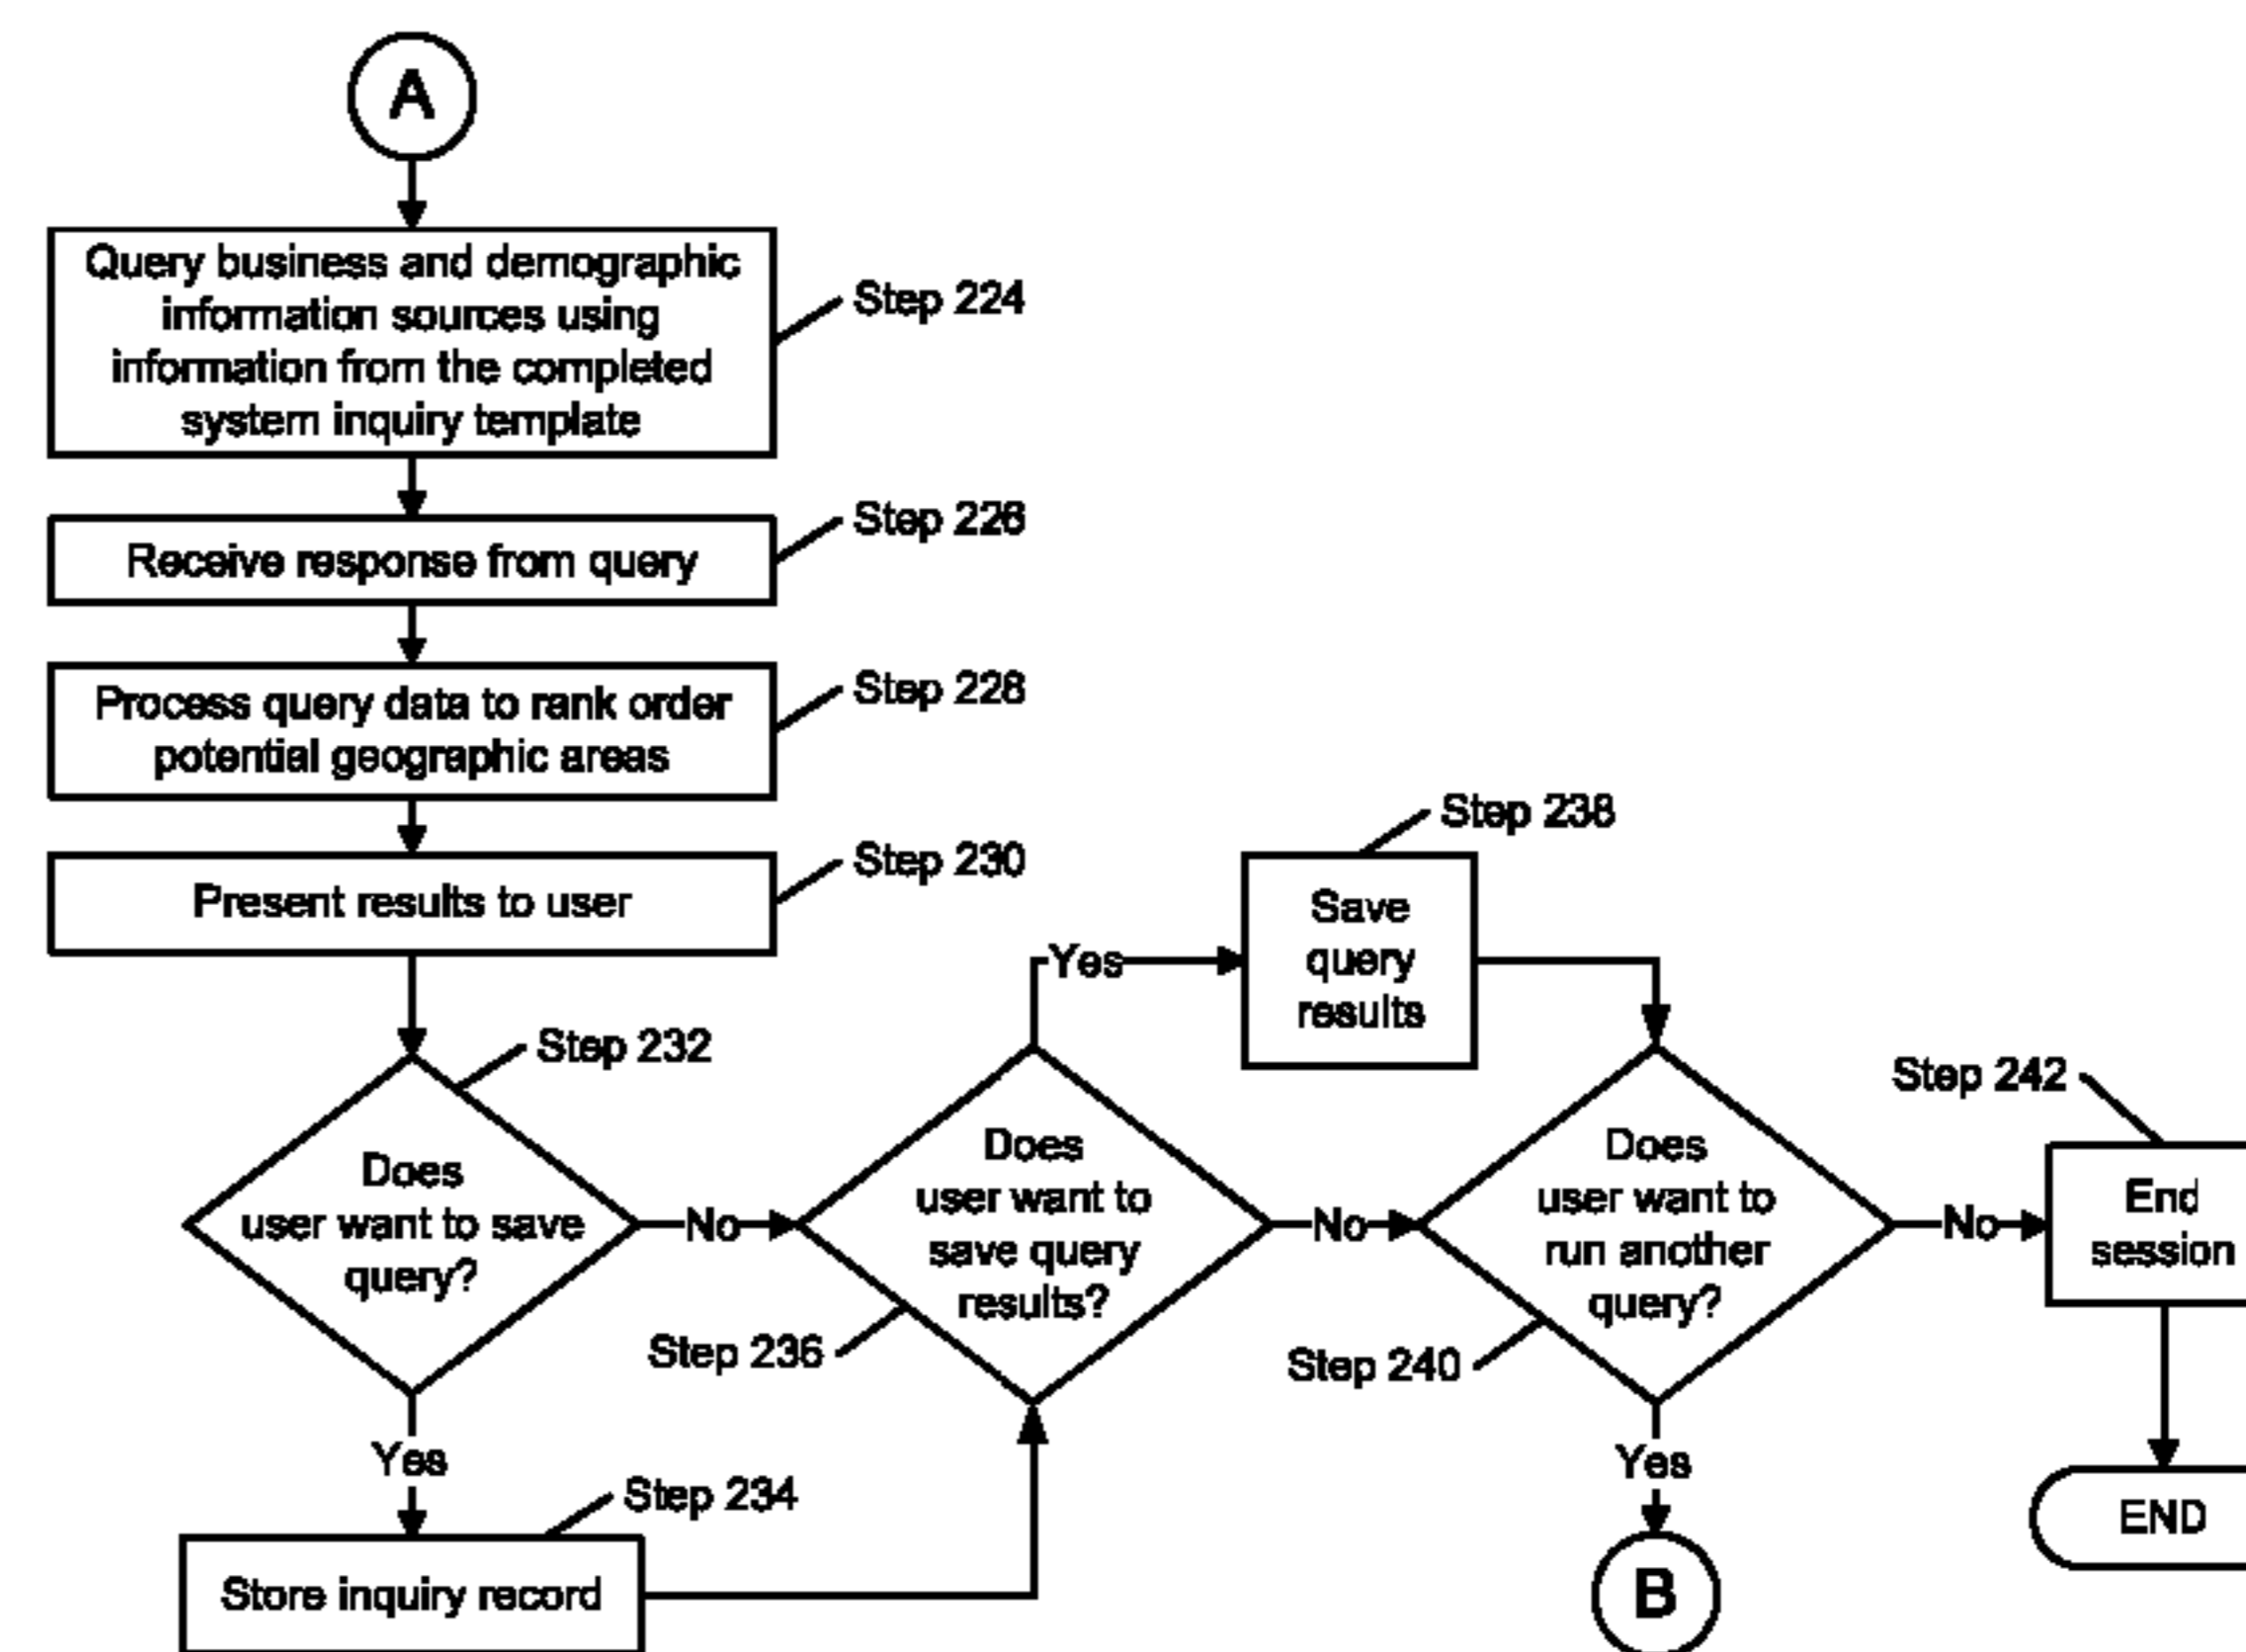 A
Query business and demographic
information sources using
information from the completed
system inquiry template
Step 224
Receive response from query
Step 226
Process query data to rank order
potential geographic areas
Step 228
Present results to user
Step 230
Step 232
Does
user want to save
query?
No
Yes
Step 234
Store inquiry record
Does
user want to
save query
results?
Step 236
Yes
Step 238
Save
query
results
No
Does
user want to
run another
query?
Step 240
Yes
B
No
Step 242
End
session
END